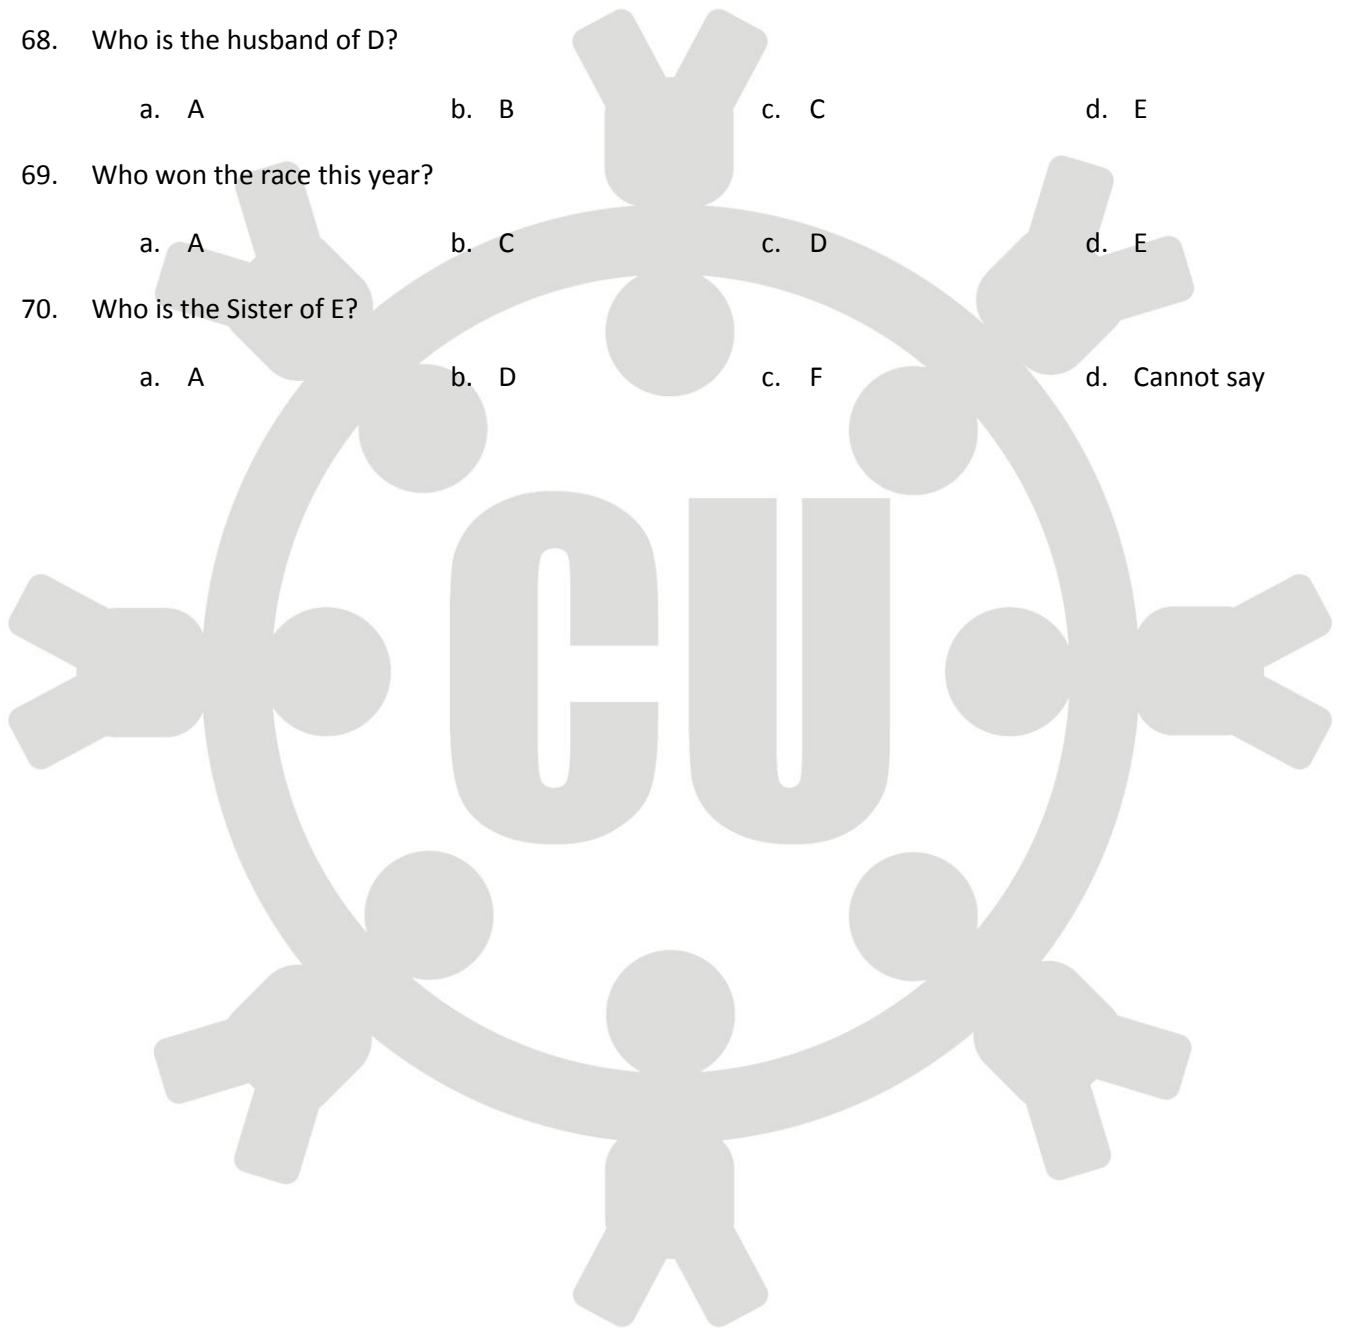 68. Who is the husband of D?
a. A b. B c. C d. E
69. Who won the race this year?
a. A b. C c. D d. E
70. Who is the Sister of E?
a. A b. D c. F d. Cannot say
CU